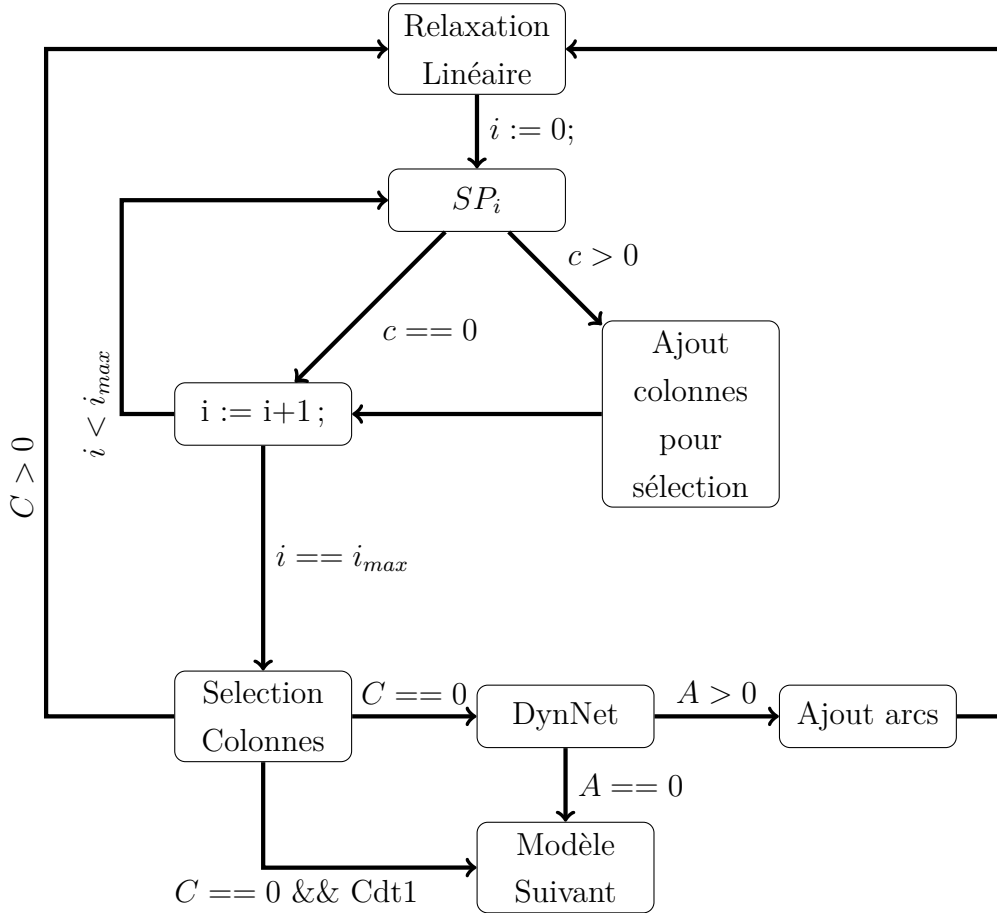 Relaxation
Linéaire
i := 0;
SP_i
c > 0
c == 0
Ajout
colonnes
pour
sélection
i := i+1 ;
i < i_max
C > 0
i == i_max
Selection
Colonnes
C == 0
DynNet
A > 0
Ajout arcs
A == 0
Modèle
Suivant
C == 0 && Cdt1